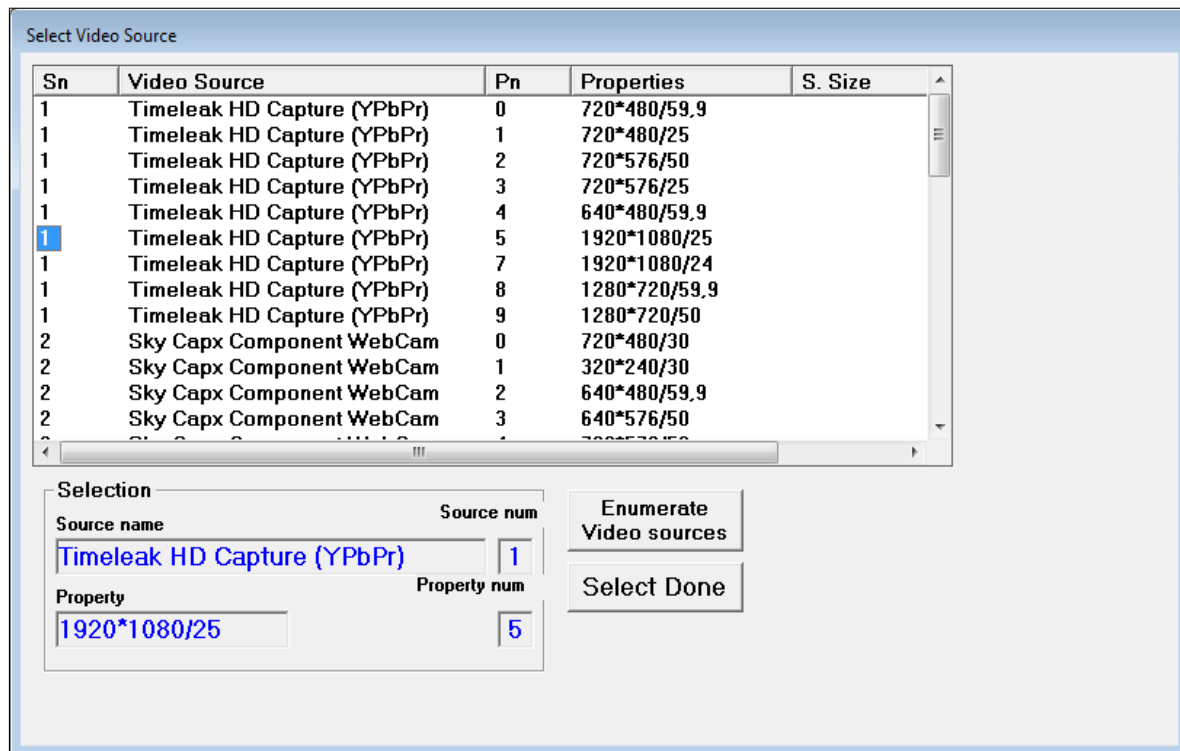 Select Video Source
Sn Video Source Pn Properties S. Size
1 Timeleak HD Capture (YPbPr) 0 720*480/59,9
1 Timeleak HD Capture (YPbPr) 1 720*480/25
1 Timeleak HD Capture (YPbPr) 2 720*576/50
1 Timeleak HD Capture (YPbPr) 3 720*576/25
1 Timeleak HD Capture (YPbPr) 4 640*480/59,9
1 Timeleak HD Capture (YPbPr) 5 1920*1080/25
1 Timeleak HD Capture (YPbPr) 7 1920*1080/24
1 Timeleak HD Capture (YPbPr) 8 1280*720/59,9
1 Timeleak HD Capture (YPbPr) 9 1280*720/50
2 Sky Capx Component WebCam 0 720*480/30
2 Sky Capx Component WebCam 1 320*240/30
2 Sky Capx Component WebCam 2 640*480/59,9
2 Sky Capx Component WebCam 3 640*576/50
Selection
Source name Source num
Timeleak HD Capture (YPbPr) 1
Property Property num
1920*1080/25 5
Enumerate
Video sources
Select Done